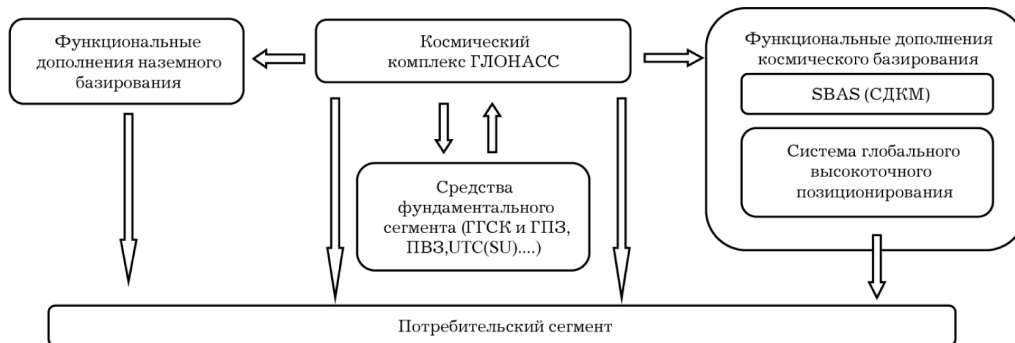 Функциональные
дополнения наземного
базирования
Космический
комплекс ГЛОНАСС
Функциональные дополнения
космического базирования
SBAS (СДКМ)
Система глобального
высокоточного
позиционирования
Средства
фундаментального
сегмента (ГГСК и ГПЗ,
ПВЗ,UTC(SU)....)
Потребительский сегмент